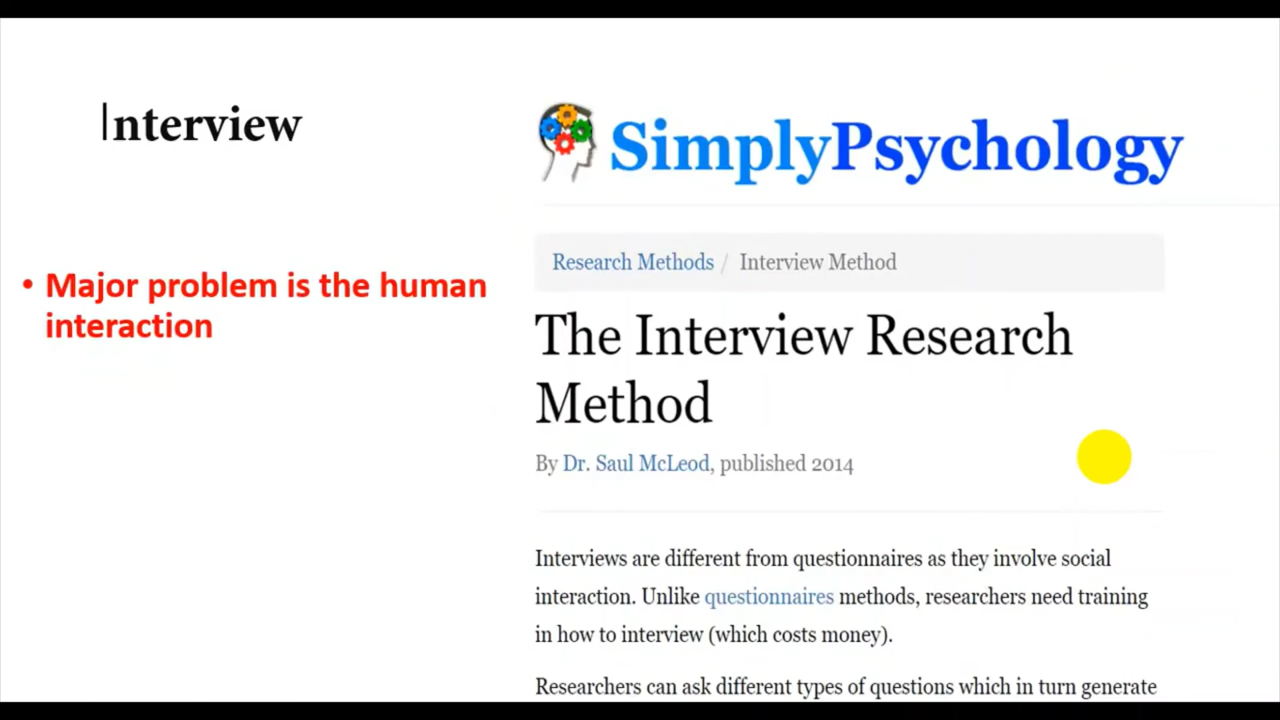 Interview
• Major problem is the human
interaction
SimplyPsychology
Research Methods / Interview Method
The Interview Research
Method
By Dr. Saul McLeod, published 2014
Interviews are different from questionnaires as they involve social
interaction. Unlike questionnaires methods, researchers need training
in how to interview (which costs money).
Researchers can ask different types of questions which in turn generate